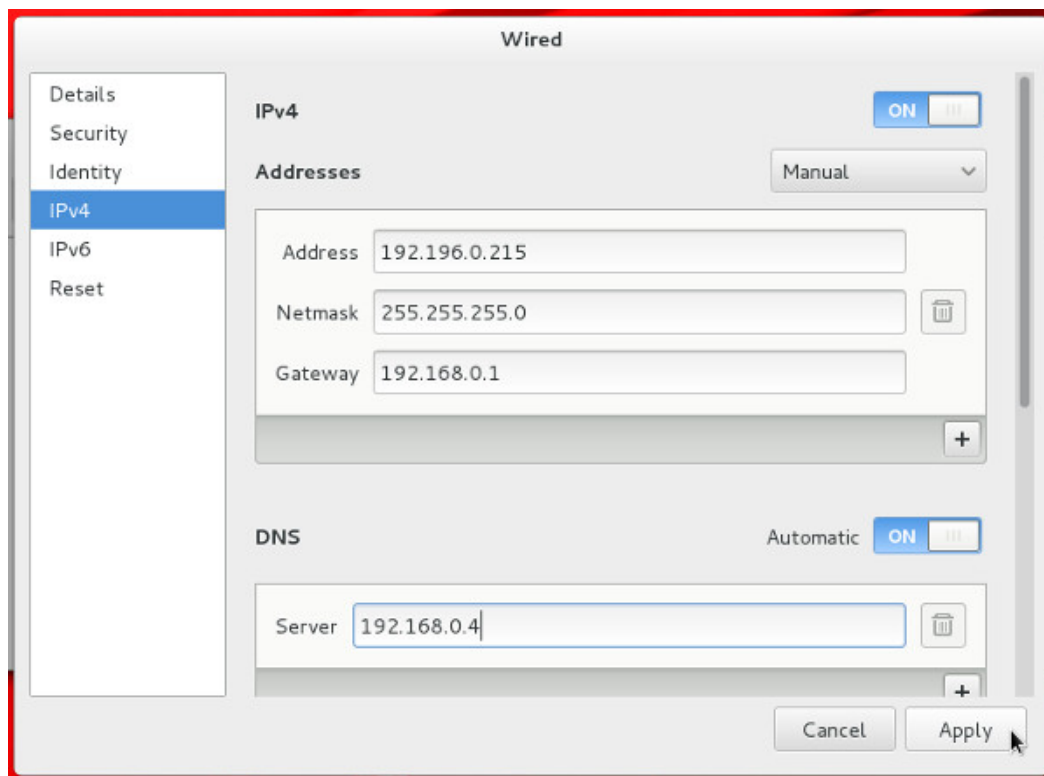 Wired
Details
Security
Identity
IPv4
IPv6
Reset
IPv4 ON
Addresses Manual
Address 192.196.0.215
Netmask 255.255.255.0
Gateway 192.168.0.1
+
DNS Automatic ON
Server 192.168.0.4
+
Cancel Apply